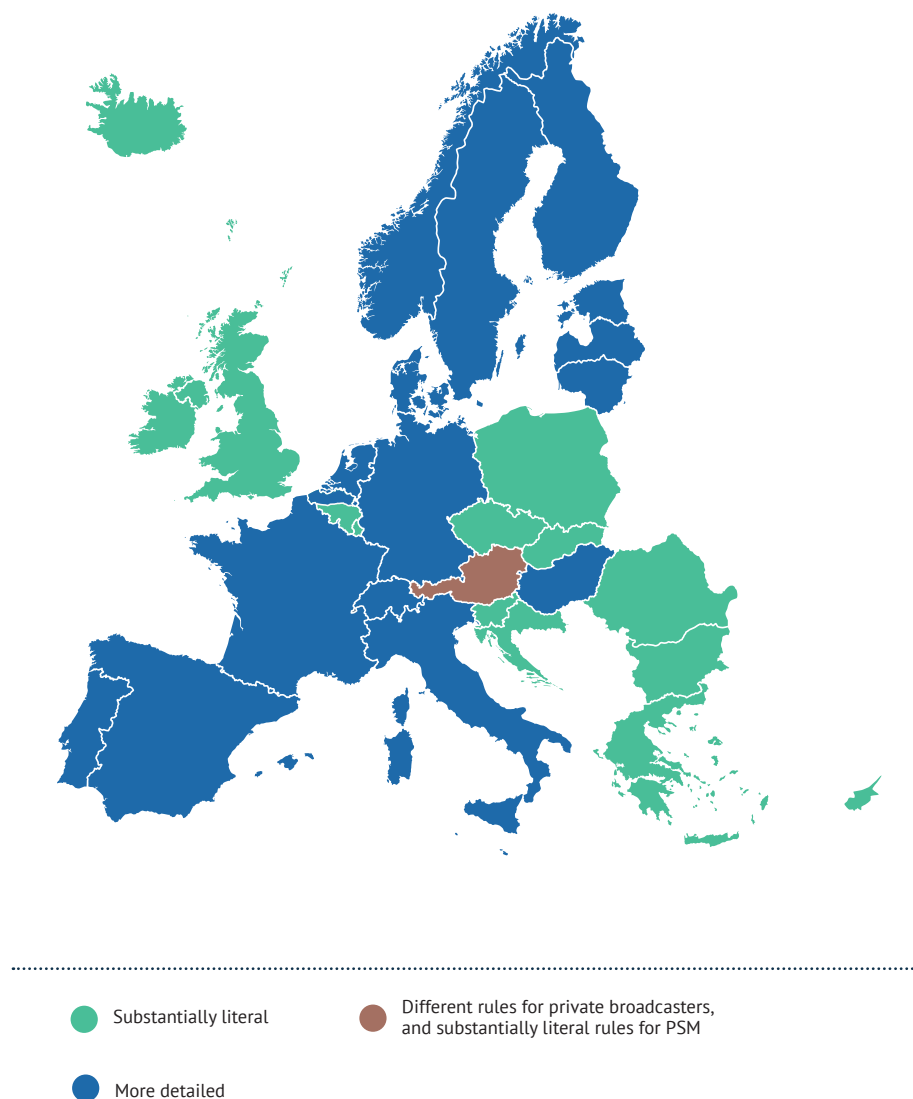 Substantially literal
Different rules for private broadcasters,
and substantially literal rules for PSM
More detailed